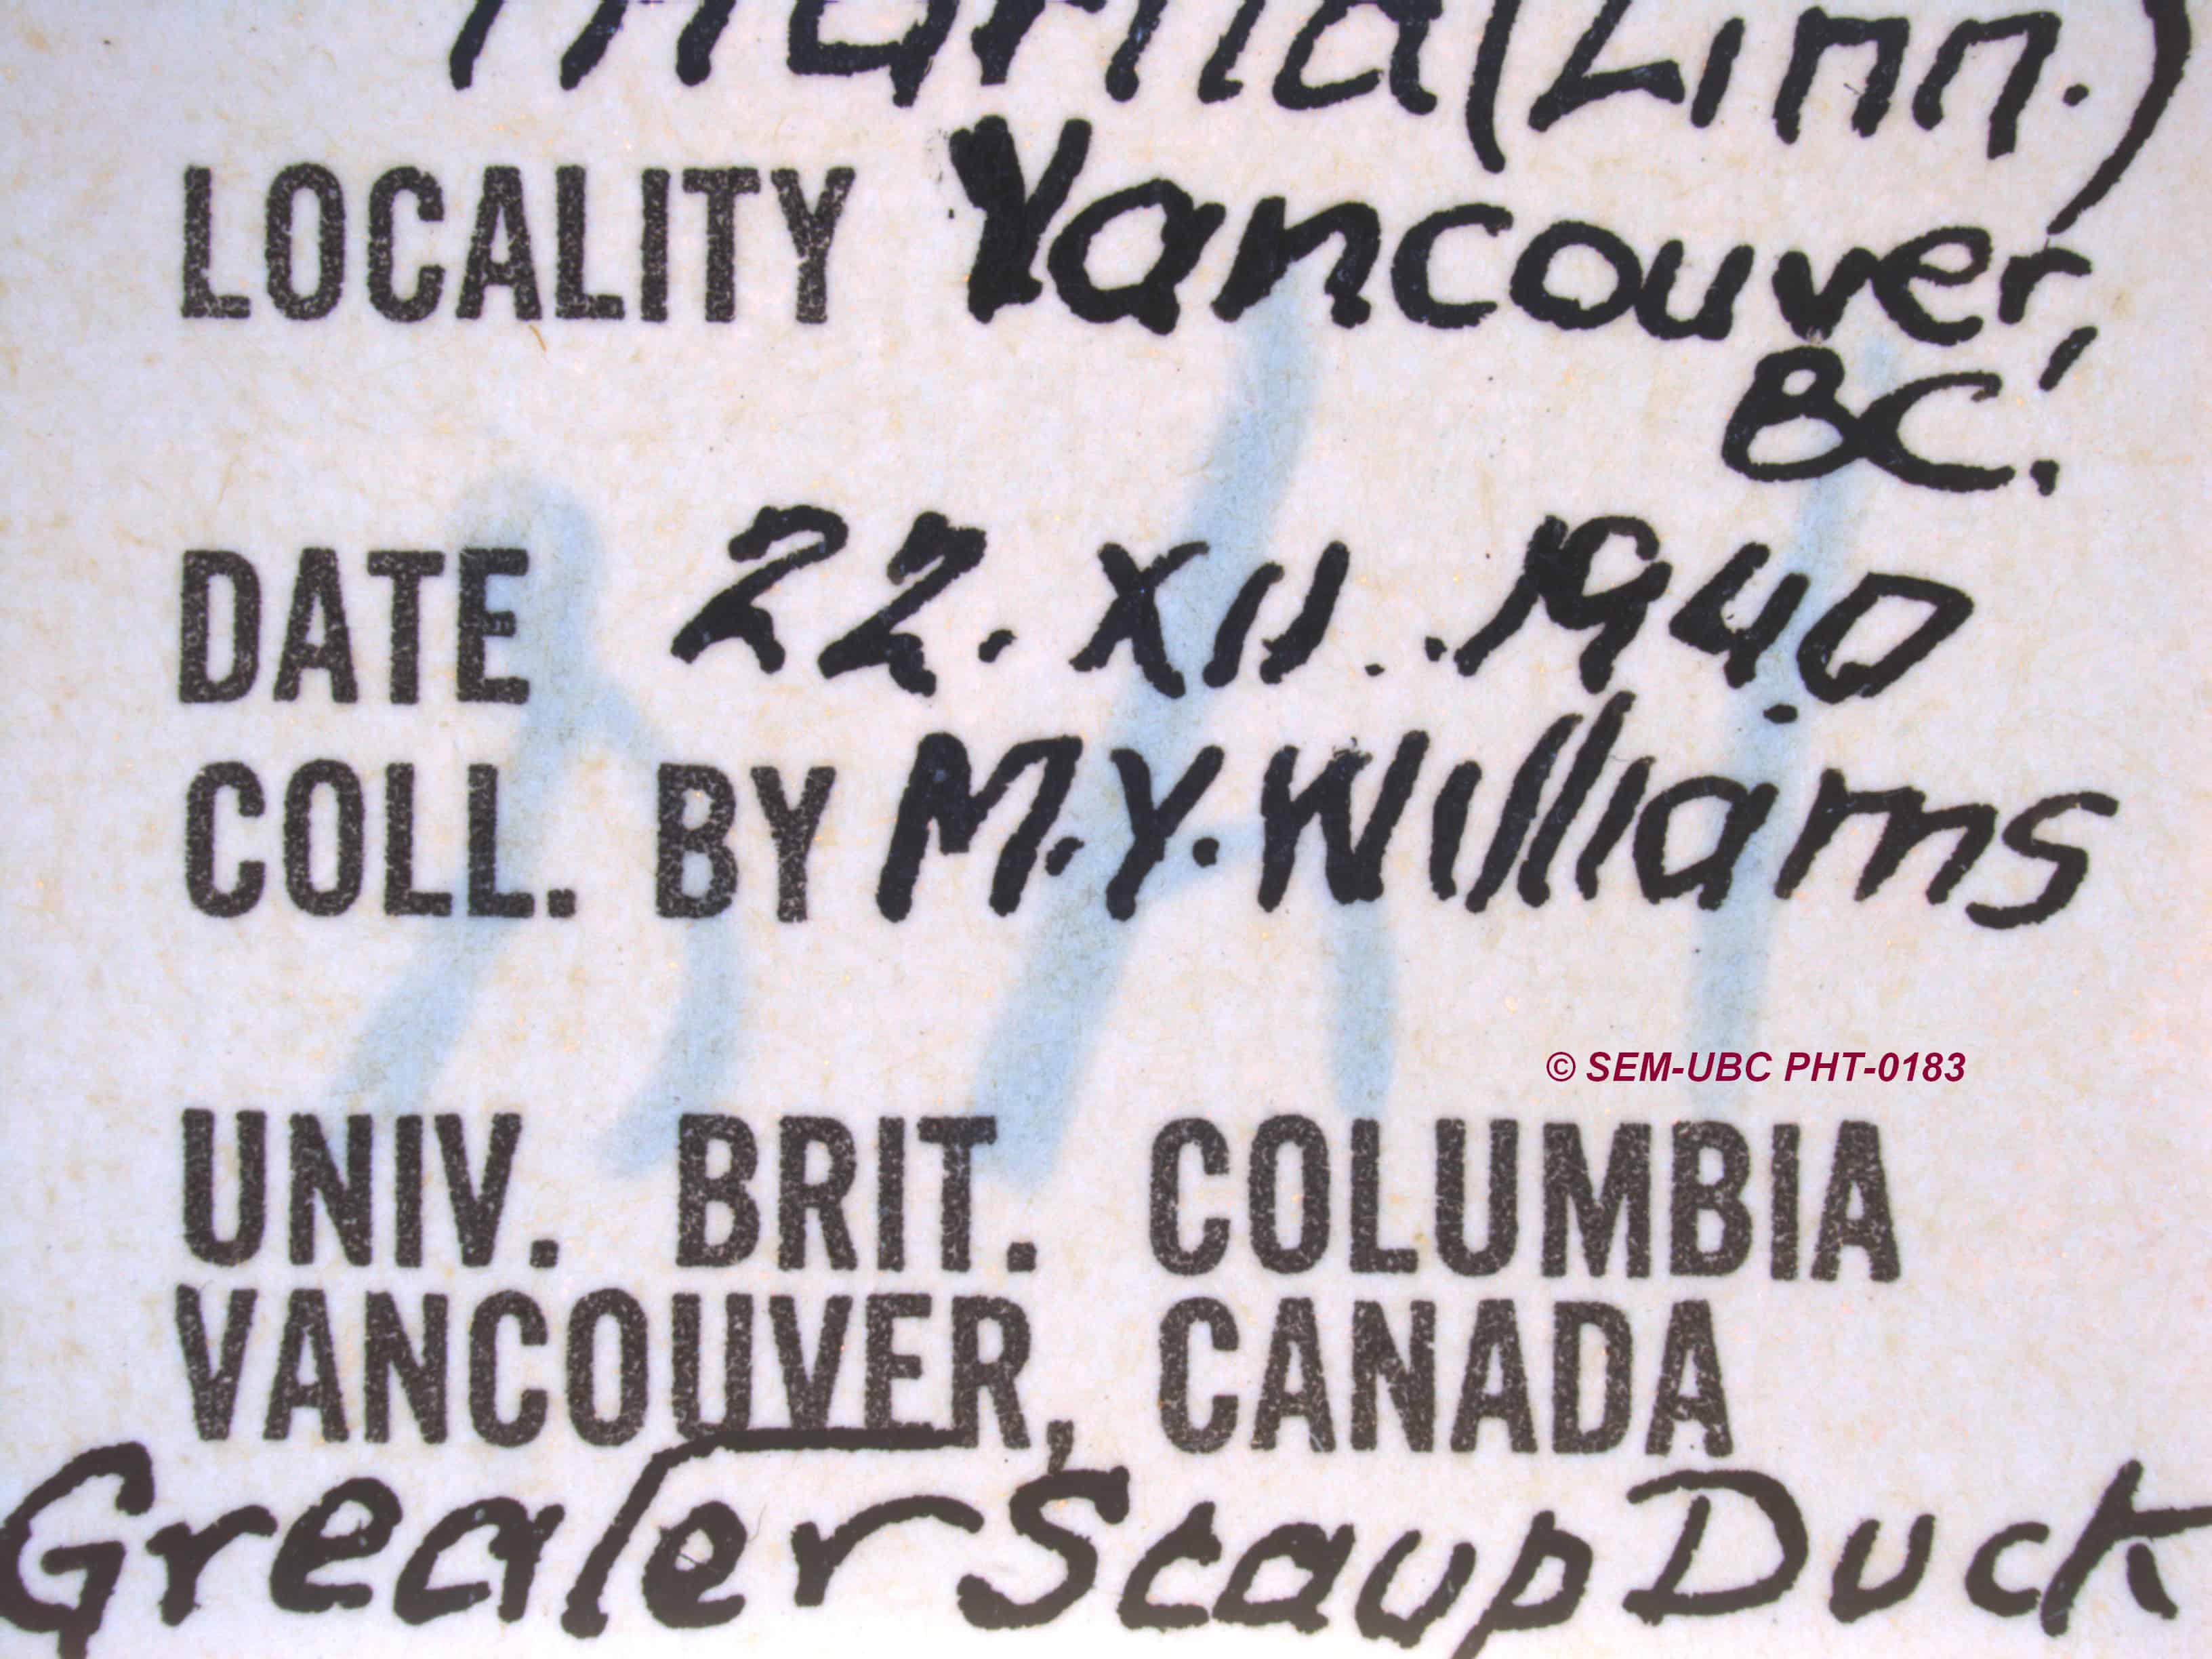 marila (Linn.)
LOCALITY Vancouver,
BC.
DATE 22. XII. 1940
COLL. BY M.Y. Williams
© SEM-UBC PHT-0183
UNIV. BRIT. COLUMBIA
VANCOUVER, CANADA
Greater Scaup Duck